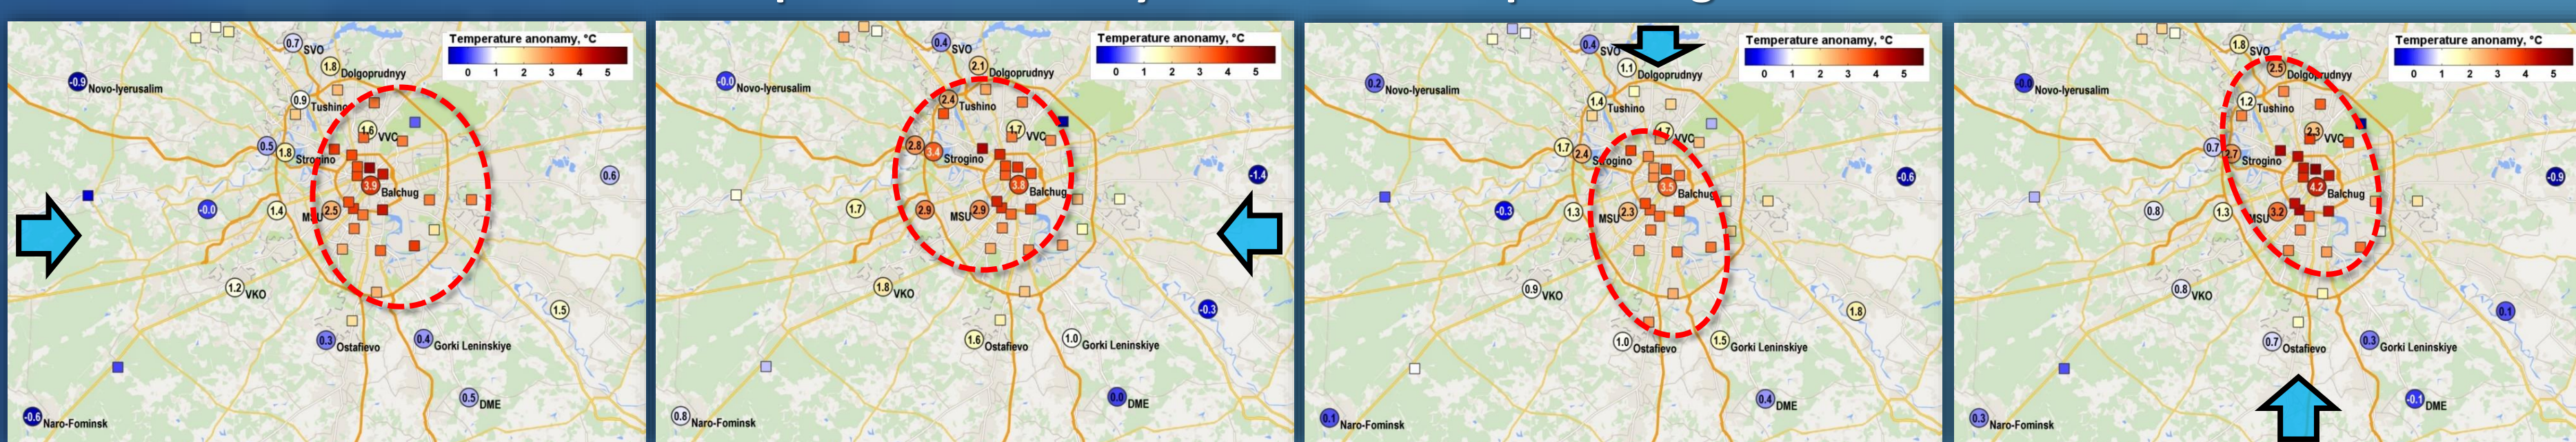 Temperature anonamy, °C
0 1 2 3 4 5
0.7 SVO
1.8 Dolgoprudnyy
-0.9 Novo-Iyerusalim
0.9 Tushino
1.6 VVC
0.5
1.8 Strogino
0.6
3.9 Balchug
-0.0
1.4
MSU 2.5
1.2 VKO
1.5
0.3 Ostafievo
0.4 Gorki Leninskiye
0.5 DME
-0.6 Naro-Fominsk
Temperature anonamy, °C
0 1 2 3 4 5
0.4 SVO
2.1 Dolgoprudnyy
-0.0 Novo-Iyerusalim
2.4 Tushino
1.7 VVC
2.8
3.4 Strogino
-1.4
3.8 Balchug
1.7
2.9
MSU 2.9
1.8 VKO
-0.3
1.6 Ostafievo
1.0 Gorki Leninskiye
0.0 DME
0.8 Naro-Fominsk
Temperature anonamy, °C
0 1 2 3 4 5
0.4 SVO
1.1 Dolgoprudnyy
0.2 Novo-Iyerusalim
1.4 Tushino
1.7 VVC
1.7
2.4 Strogino
-0.6
3.5 Balchug
-0.3
1.3
MSU 2.3
0.9 VKO
1.8
1.0 Ostafievo
1.5 Gorki Leninskiye
0.4 DME
0.1 Naro-Fominsk
Temperature anonamy, °C
0 1 2 3 4 5
1.8 SVO
2.5 Dolgoprudnyy
-0.0 Novo-Iyerusalim
1.2 Tushino
2.3 VVC
0.7
2.7 Strogino
-0.9
4.2 Balchug
0.8
1.3
MSU 3.2
0.8 VKO
0.1
0.7 Ostafievo
0.3 Gorki Leninskiye
-0.1 DME
0.3 Naro-Fominsk